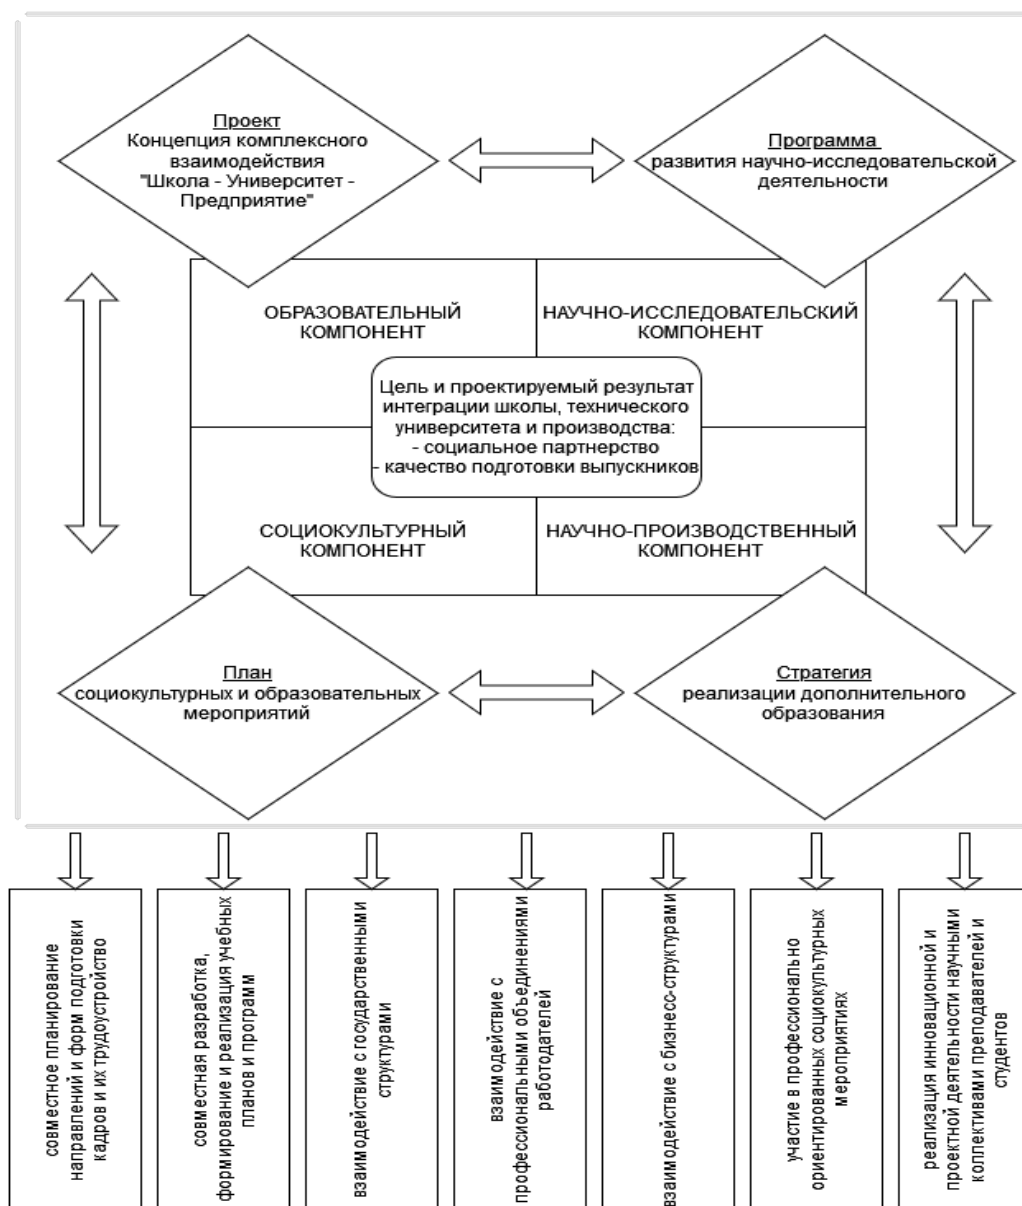 Проект
Концепция комплексного
взаимодействия
"Школа - Университет -
Предприятие"
Программа
развития научно-исследовательской
деятельности
ОБРАЗОВАТЕЛЬНЫЙ
КОМПОНЕНТ
НАУЧНО-ИССЛЕДОВАТЕЛЬСКИЙ
КОМПОНЕНТ
Цель и проектируемый результат
интеграции школы, технического
университета и производства:
- социальное партнерство
- качество подготовки выпускников
СОЦИОКУЛЬТУРНЫЙ
КОМПОНЕНТ
НАУЧНО-ПРОИЗВОДСТВЕННЫЙ
КОМПОНЕНТ
План
социокультурных и образовательных
мероприятий
Стратегия
реализации дополнительного
образования
совместное планирование
направлений и форм подготовки
кадров и их трудоустройство
совместная разработка,
формирование и реализация учебных
планов и программ
взаимодействие с государственными
структурами
взаимодействие с
профессиональными объединениями
работодателей
взаимодействие с бизнесс-структурами
участие в профессионально
ориентированных социокультурных
мероприятиях
реализация инновационной и
проектной деятельности научными
коллективами преподавателей и
студентов